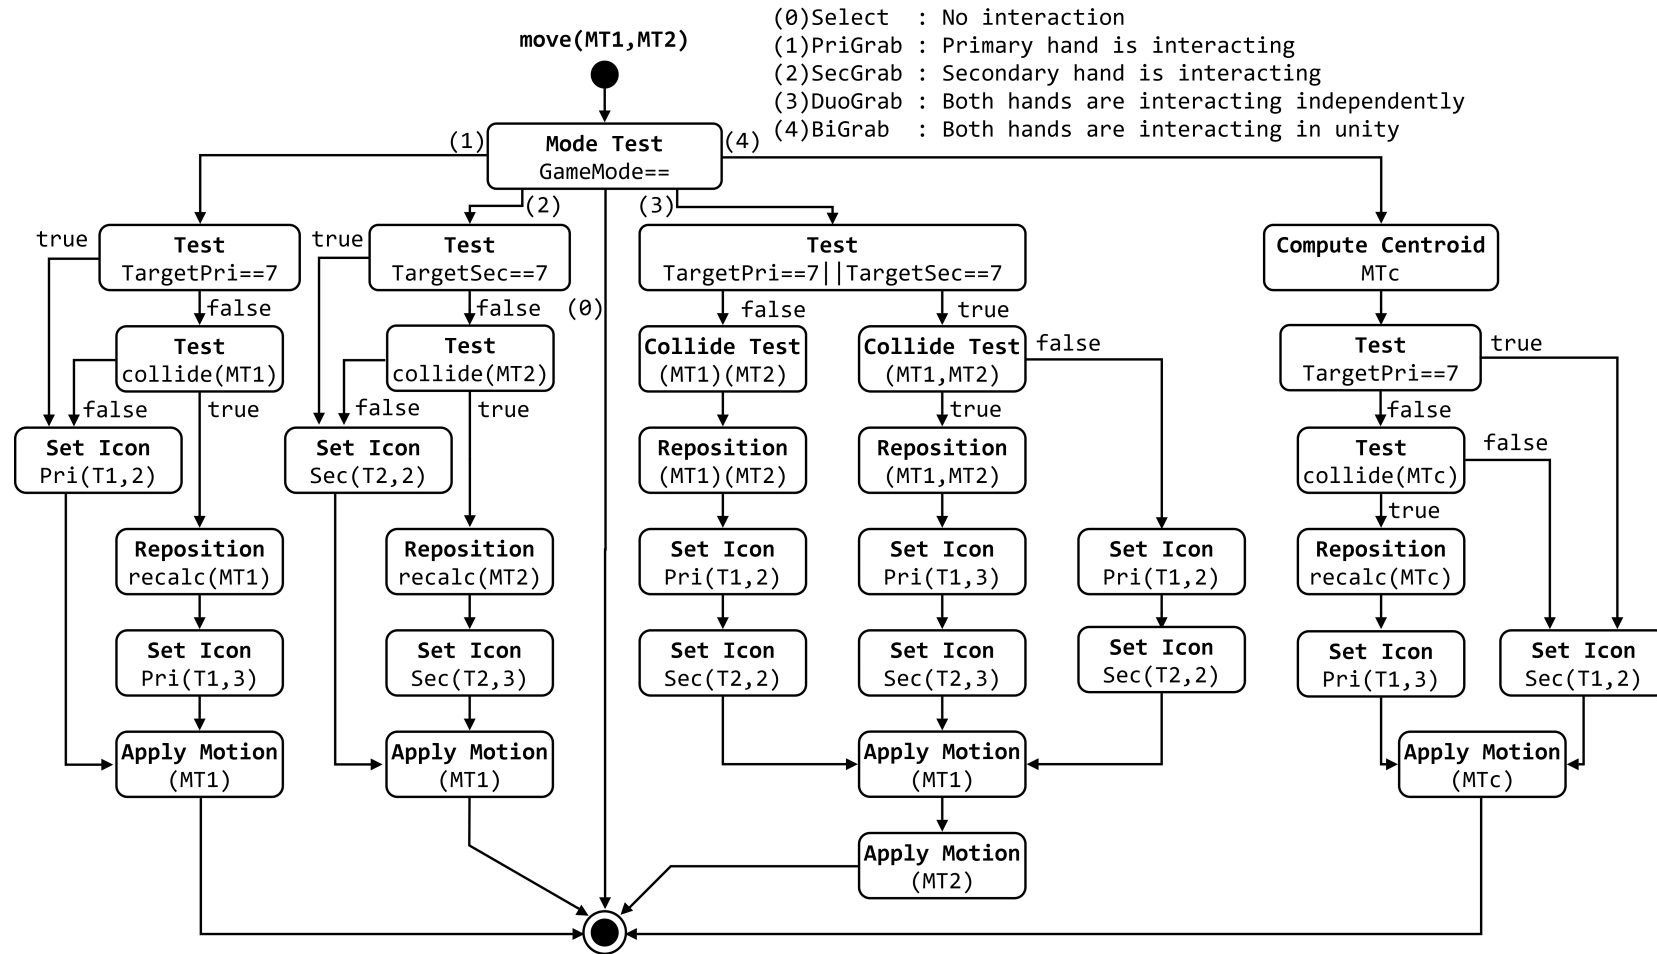 move(MT1,MT2)
(0)Select  : No interaction
(1)PriGrab : Primary hand is interacting
(2)SecGrab : Secondary hand is interacting
(3)DuoGrab : Both hands are interacting independently
(4)BiGrab  : Both hands are interacting in unity
(1)
Mode Test
GameMode==
(4)
(2)
(3)
(0)
true
Test
TargetPri==7
false
Test
collide(MT1)
false
true
Set Icon
Pri(T1,2)
Reposition
recalc(MT1)
Set Icon
Pri(T1,3)
Apply Motion
(MT1)
true
Test
TargetSec==7
false
Test
collide(MT2)
false
true
Set Icon
Sec(T2,2)
Reposition
recalc(MT2)
Set Icon
Sec(T2,3)
Apply Motion
(MT1)
Test
TargetPri==7||TargetSec==7
false
true
Collide Test
(MT1)(MT2)
Reposition
(MT1)(MT2)
Set Icon
Pri(T1,2)
Set Icon
Sec(T2,2)
Collide Test
(MT1,MT2)
false
true
Reposition
(MT1,MT2)
Set Icon
Pri(T1,3)
Set Icon
Sec(T2,3)
Set Icon
Pri(T1,2)
Set Icon
Sec(T2,2)
Apply Motion
(MT1)
Apply Motion
(MT2)
Compute Centroid
MTc
Test
TargetPri==7
true
false
Test
collide(MTc)
false
true
Reposition
recalc(MTc)
Set Icon
Pri(T1,3)
Set Icon
Sec(T1,2)
Apply Motion
(MTc)